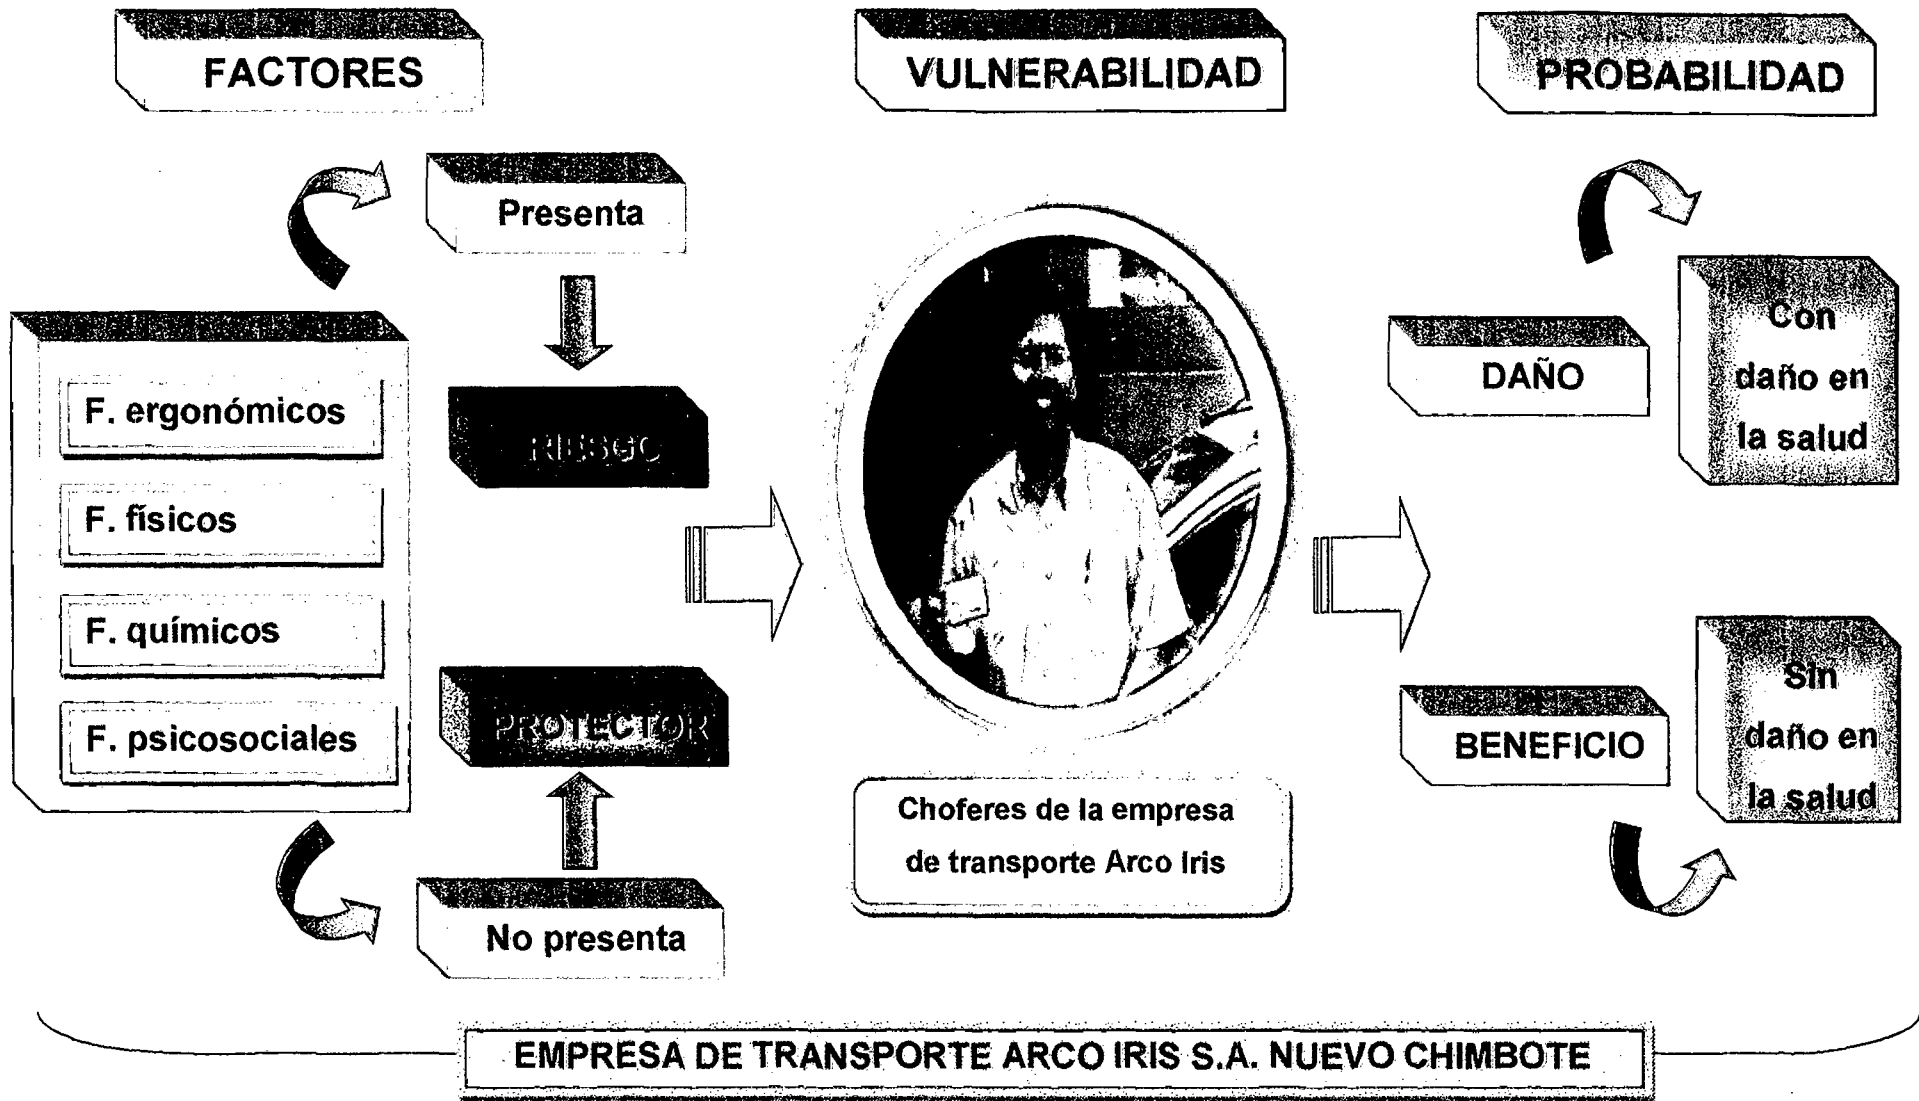 FACTORES
VULNERABILIDAD
PROBABILIDAD
Presenta
RIESGO
F. ergonómicos
F. físicos
F. químicos
F. psicosociales
PROTECTOR
No presenta
Choferes de la empresa
de transporte Arco Iris
DAÑO
Con
daño en
la salud
BENEFICIO
Sin
daño en
la salud
EMPRESA DE TRANSPORTE ARCO IRIS S.A. NUEVO CHIMBOTE